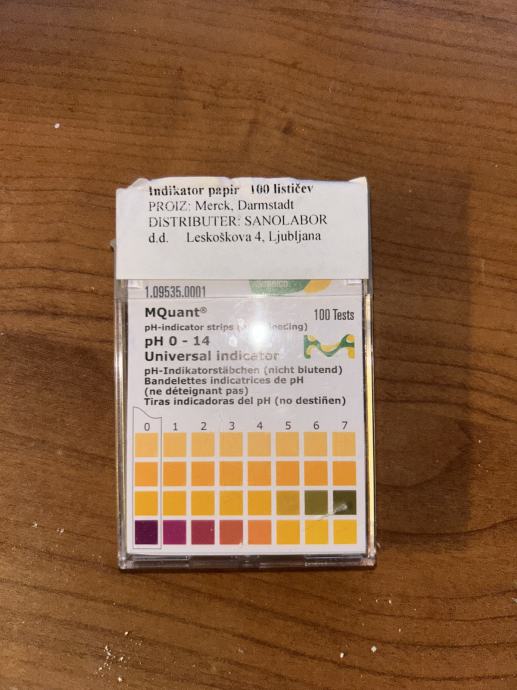 Indikator papir 100 lističev
PROIZ: Merck, Darmstadt
DISTRIBUTER: SANOLABOR
d.d. Leskoškova 4, Ljubljana
1.09535.0001
MQuant® 100 Tests
pH-indicator strips
pH 0 - 14
Universal indicator
pH-Indikatorstäbchen (nicht blutend)
Bandelettes indicatrices de pH
(ne déteignant pas)
Tiras indicadoras del pH (no destiñen)
0 1 2 3 4 5 6 7